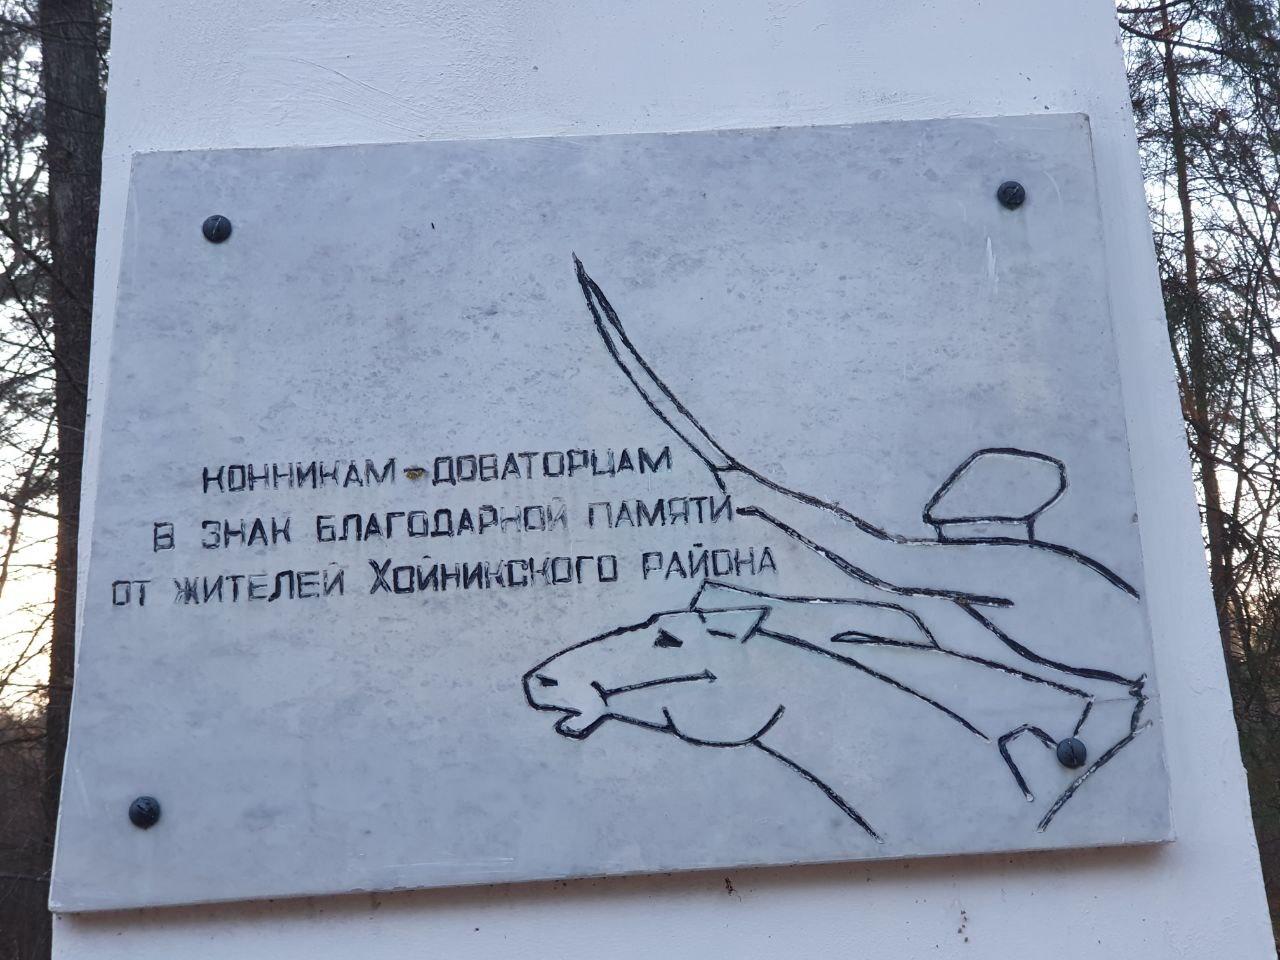 КОННИКАМ-ДОВАТОРЦАМ
В ЗНАК БЛАГОДАРНОЙ ПАМЯТИ
ОТ ЖИТЕЛЕЙ ХОЙНИКСКОГО РАЙОНА